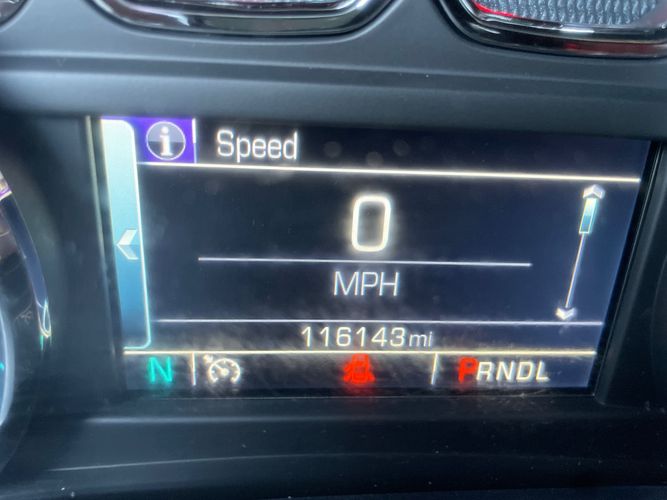 Speed
0
MPH
116143mi
N PRNDL